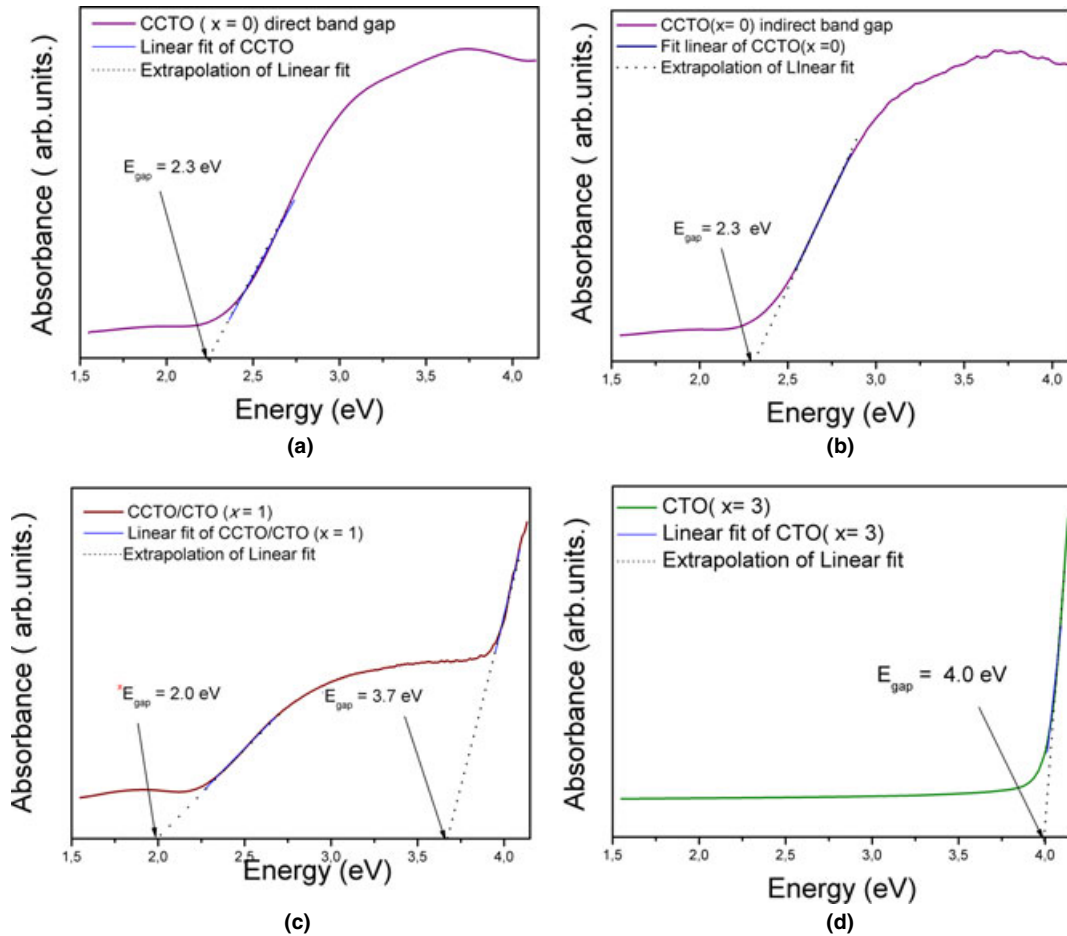 CCTO ( x = 0) direct band gap
Linear fit of CCTO
Extrapolation of Linear fit
E gap = 2.3 eV
Absorbance ( arb.units.)
1,5 2,0 2,5 3,0 3,5 4,0
Energy (eV)
(a)
CCTO(x= 0) indirect band gap
Fit linear of CCTO(x =0)
Extrapolation of LInear fit
E gap = 2.3 eV
Absorbance ( arb.units.)
1,5 2,0 2,5 3,0 3,5 4,0
Energy (eV)
(b)
CCTO/CTO (x = 1)
Linear fit of CCTO/CTO (x = 1)
Extrapolation of Linear fit
*E gap = 2.0 eV
E gap = 3.7 eV
Absorbance ( arb.units.)
1,5 2,0 2,5 3,0 3,5 4,0
Energy (eV)
(c)
CTO( x= 3)
Linear fit of CTO( x= 3)
Extrapolation of Linear fit
E gap = 4.0 eV
Absorbance (arb.units.)
1,5 2,0 2,5 3,0 3,5 4,0
Energy (eV)
(d)